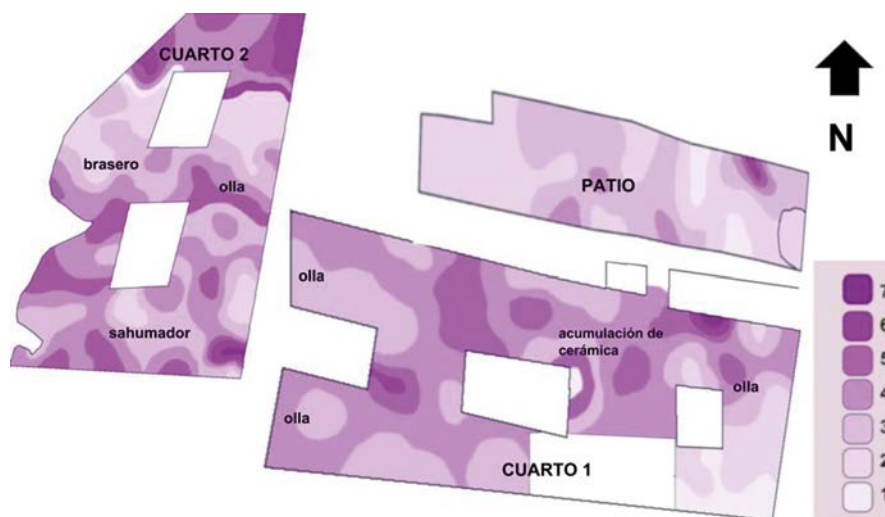 CUARTO 2
brasero
olla
sahumador
PATIO
olla
acumulación de
cerámica
olla
olla
CUARTO 1
N
7
6
5
4
3
2
1